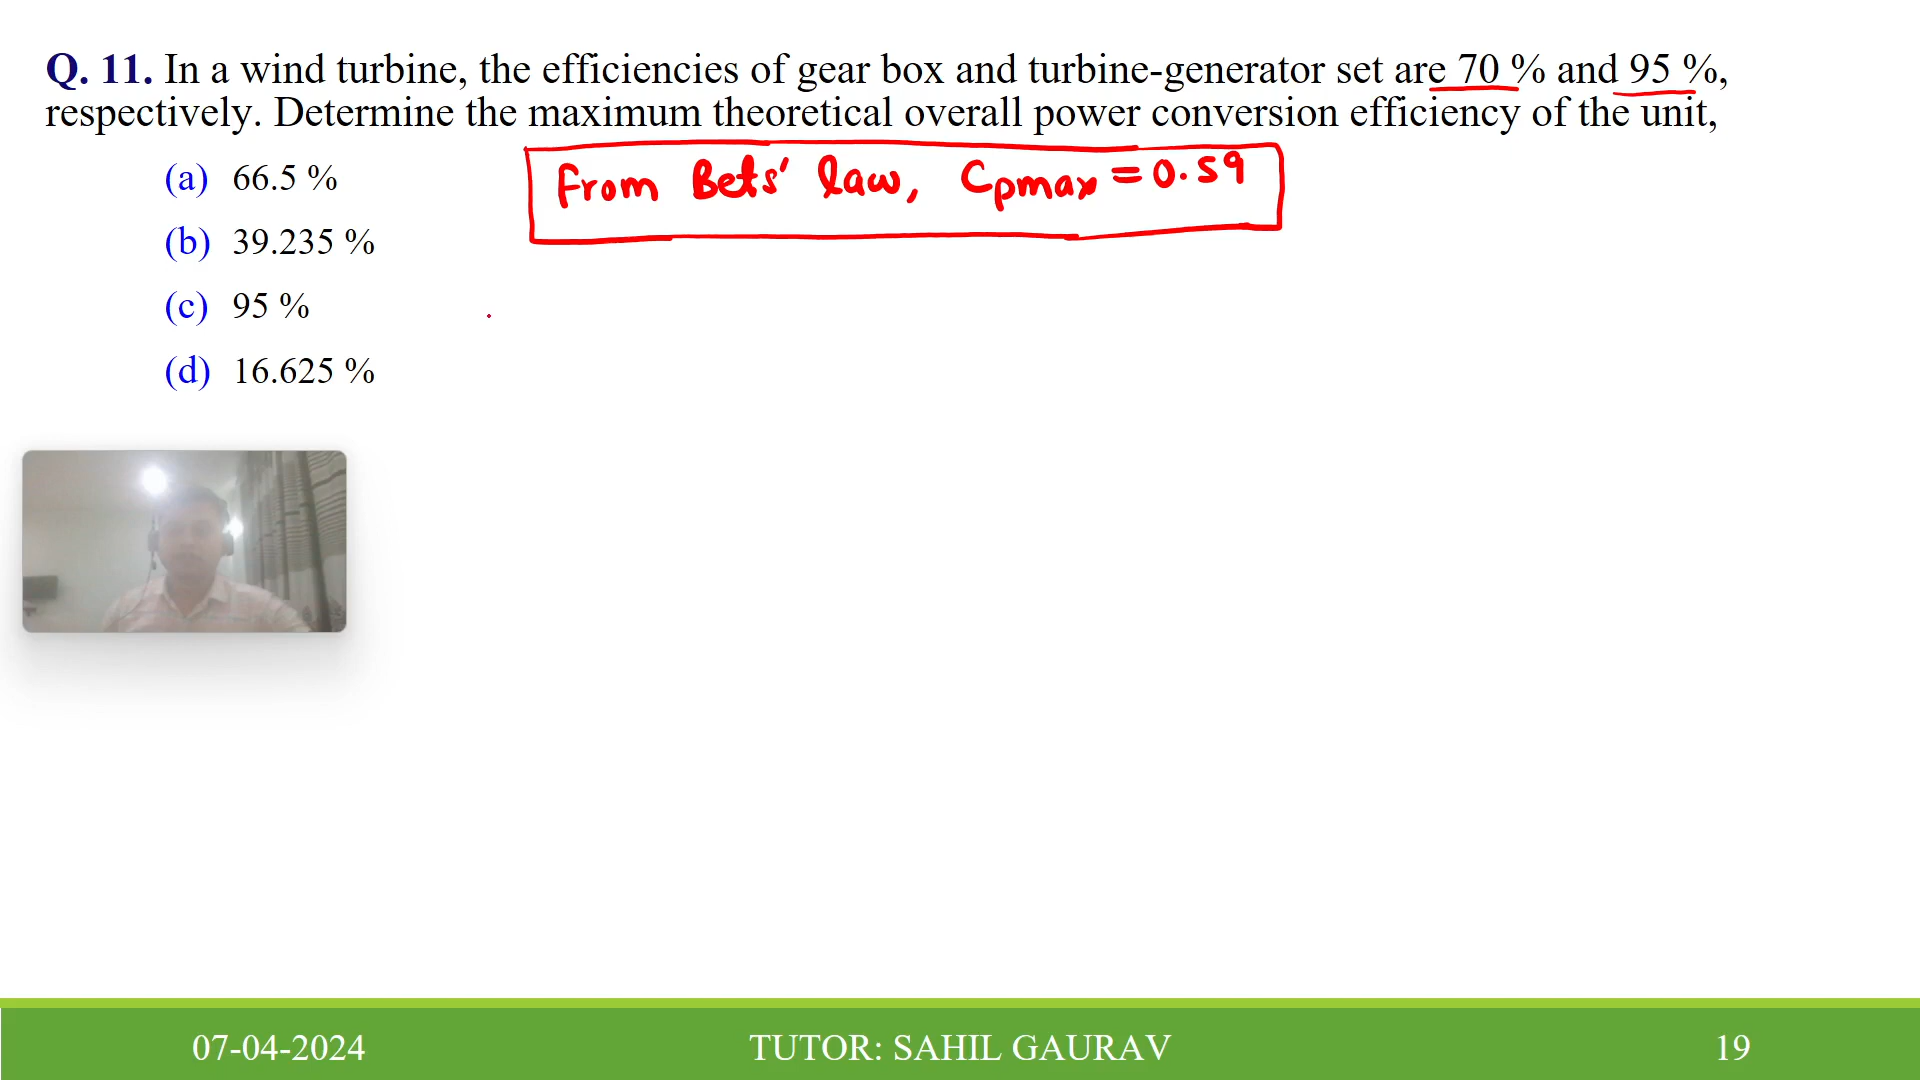 Q. 11. In a wind turbine, the efficiencies of gear box and turbine-generator set are 70 % and 95 %,
respectively. Determine the maximum theoretical overall power conversion efficiency of the unit,
(a) 66.5 %
From Bets' law, Cpmax = 0.59
(b) 39.235 %
(c) 95 %
(d) 16.625 %
07-04-2024 TUTOR: SAHIL GAURAV 19